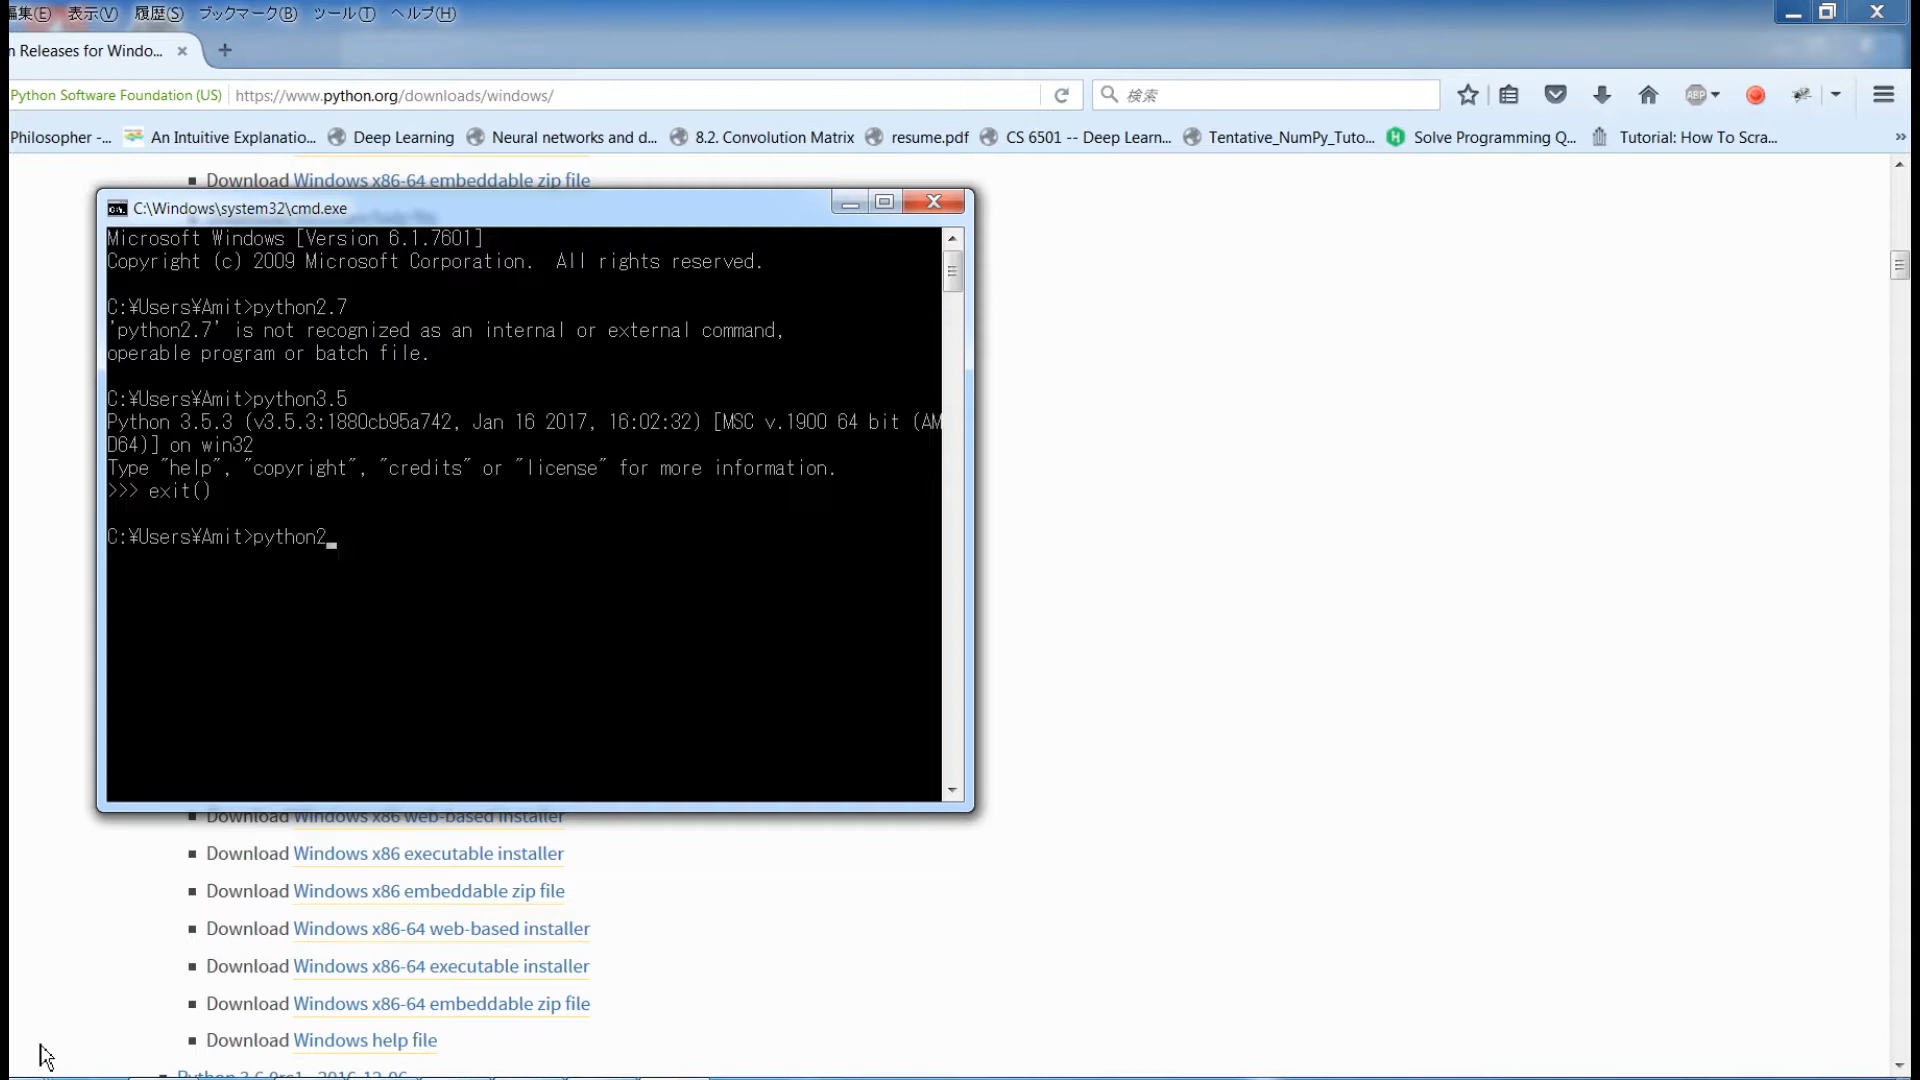 編集(E) 表示(V) 履歴(S) ブックマーク(B) ツール(T) ヘルプ(H)
n Releases for Windo...
Python Software Foundation (US) https://www.python.org/downloads/windows/ 検索 ABP
Philosopher -... An Intuitive Explanatio... Deep Learning Neural networks and d... 8.2. Convolution Matrix resume.pdf CS 6501 -- Deep Learn... Tentative_NumPy_Tuto... Solve Programming Q... Tutorial: How To Scra... »
Download Windows x86-64 embeddable zip file
C:\Windows\system32\cmd.exe
Microsoft Windows [Version 6.1.7601]
Copyright (c) 2009 Microsoft Corporation.  All rights reserved.
C:¥Users¥Amit>python2.7
'python2.7' is not recognized as an internal or external command,
operable program or batch file.
C:¥Users¥Amit>python3.5
Python 3.5.3 (v3.5.3:1880cb95a742, Jan 16 2017, 16:02:32) [MSC v.1900 64 bit (AM
D64)] on win32
Type "help", "copyright", "credits" or "license" for more information.
>>> exit()
C:¥Users¥Amit>python2_
Download Windows x86 web-based installer
Download Windows x86 executable installer
Download Windows x86 embeddable zip file
Download Windows x86-64 web-based installer
Download Windows x86-64 executable installer
Download Windows x86-64 embeddable zip file
Download Windows help file
Python 3.6.0rc1 - 2016-12-06